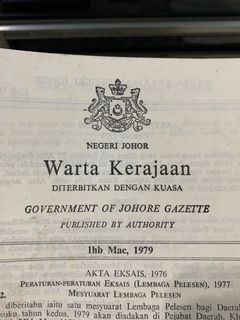 NEGERI JOHOR
Warta Kerajaan
DITERBITKAN DENGAN KUASA
GOVERNMENT OF JOHORE GAZETTE
PUBLISHED BY AUTHORITY
1hb Mac, 1979
AKTA EKSAIS, 1976
PERATURAN-PERATURAN EKSAIS (LEMBAGA PELESEN), 1977
2. MESYUARAT LEMBAGA PELESEN
diberitahu iaitu satu mesyuarat Lembaga Pelesen bagi Daerah
suku tahun kedua, 1979 akan diadakan di Pejabat Daerah,